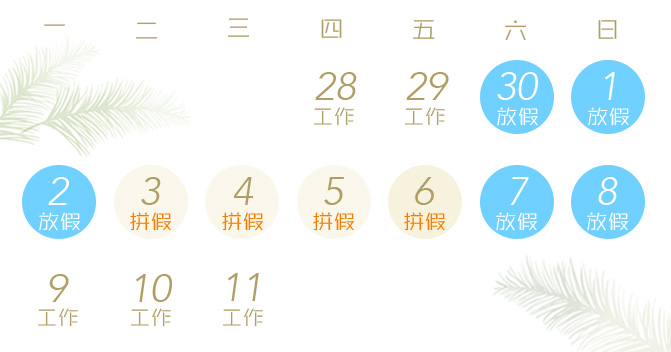 一 二 三 四 五 六 日
28 29 30 1
工作 工作 放假 放假
2 3 4 5 6 7 8
放假 拼假 拼假 拼假 拼假 放假 放假
9 10 11
工作 工作 工作